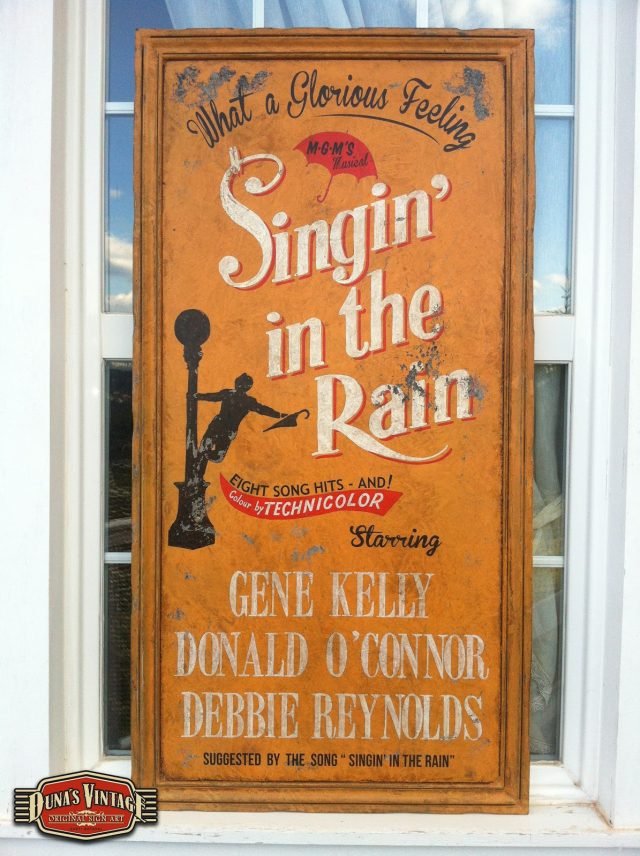 What a Glorious Feeling
M·G·M'S
Musical
Singin'
in the
Rain
EIGHT SONG HITS - AND!
Colour by TECHNICOLOR
Starring
GENE KELLY
DONALD O'CONNOR
DEBBIE REYNOLDS
SUGGESTED BY THE SONG "SINGIN' IN THE RAIN"
DUNA'S VINTAGE
ORIGINAL SIGN ART